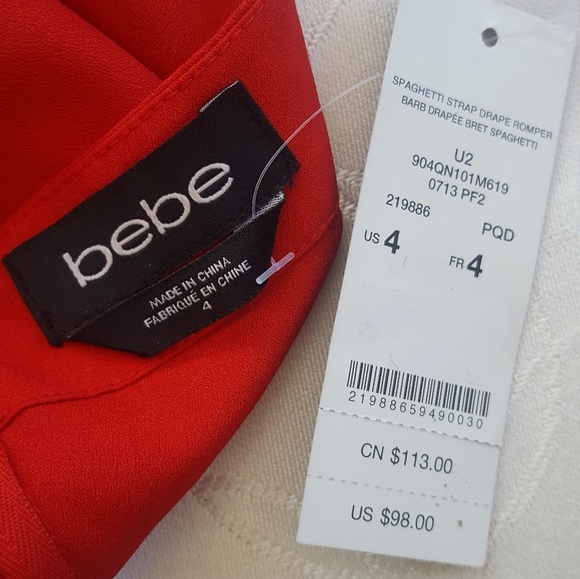 bebe
MADE IN CHINA
FABRIQUÉ EN CHINE
4
SPAGHETTI STRAP DRAPE ROMPER
BARB DRAPÉE BRET SPAGHETTI
U2
904QN101M619
0713 PF2
219886 PQD
US 4 FR 4
21988659490030
CN $113.00
US $98.00